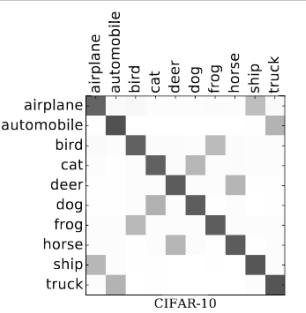 airplane
automobile
bird
cat
deer
dog
frog
horse
ship
truck
airplane
automobile
bird
cat
deer
dog
frog
horse
ship
truck
CIFAR-10